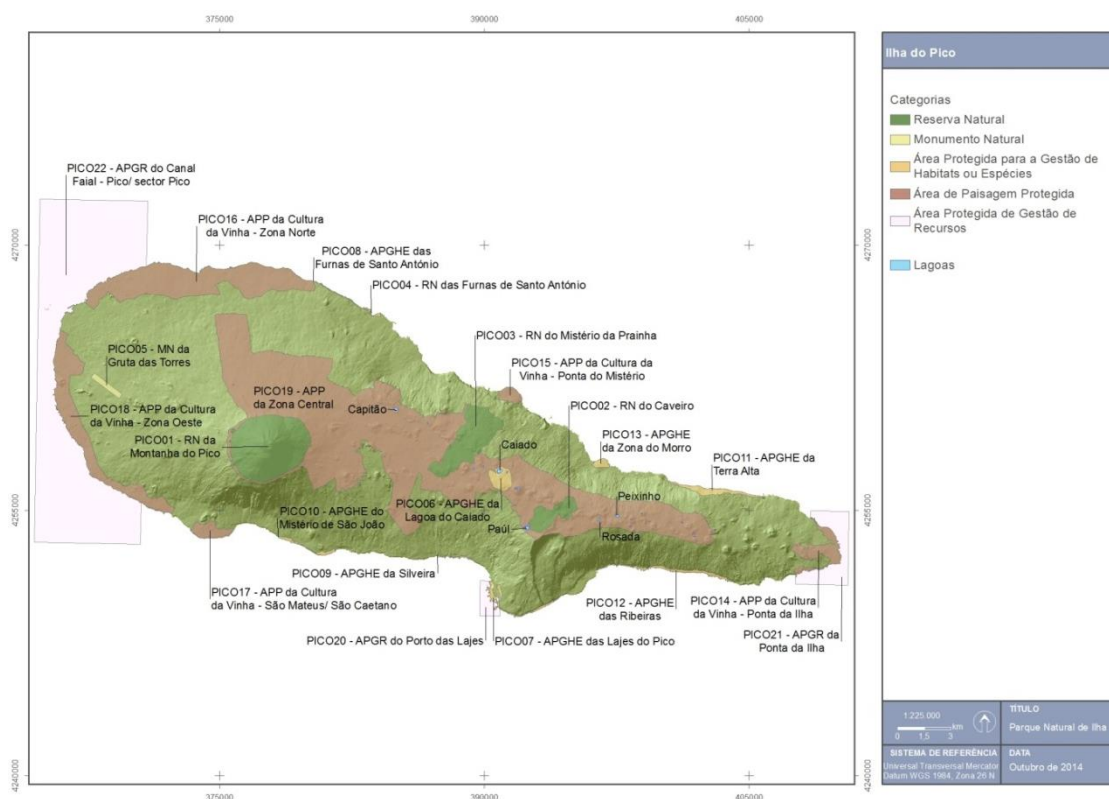 375000
390000
405000
Ilha do Pico
Categorias
Reserva Natural
Monumento Natural
Área Protegida para a Gestão de
Habitats ou Espécies
Área de Paisagem Protegida
Área Protegida de Gestão de
Recursos
Lagoas
PICO22 - APGR do Canal
Faial - Pico/ sector Pico
PICO16 - APP da Cultura
da Vinha - Zona Norte
4270000
4270000
PICO08 - APGHE das
Furnas de Santo António
PICO04 - RN das Furnas de Santo António
PICO03 - RN do Mistério da Prainha
PICO05 - MN da
Gruta das Torres
PICO15 - APP da Cultura da
Vinha - Ponta do Mistério
PICO19 - APP
da Zona Central
Capitão
PICO02 - RN do Caveiro
PICO18 - APP da Cultura
da Vinha - Zona Oeste
PICO01 - RN da
Montanha do Pico
Caiado
PICO13 - APGHE
da Zona do Morro
PICO11 - APGHE da
Terra Alta
PICO06 - APGHE da
Lagoa do Caiado
Peixinho
4255000
4255000
PICO10 - APGHE do
Mistério de São João
Paúl
Rosada
PICO09 - APGHE da Silveira
PICO17 - APP da Cultura
da Vinha - São Mateus/ São Caetano
PICO12 - APGHE
das Ribeiras
PICO14 - APP da Cultura
da Vinha - Ponta da Ilha
PICO20 - APGR do Porto das Lajes
PICO07 - APGHE das Lajes do Pico
PICO21 - APGR da
Ponta da Ilha
4240000
4240000
375000
390000
405000
1:225.000
km
0 1,5 3
TÍTULO
Parque Natural de Ilha
SISTEMA DE REFERÊNCIA
Universal Transversal Mercator
Datum WGS 1984, Zona 26 N
DATA
Outubro de 2014